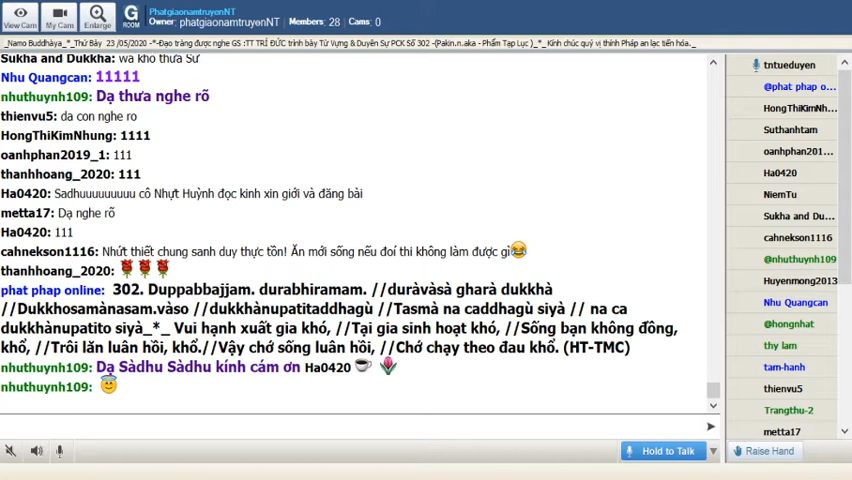 View Cam
My Cam
Enlarge
G
ROOM
PhatgiaonamtruyenNT
Owner: phatgiaonamtruyenNT | Members: 28 | Cams: 0
_Namo Buddhàya_*_Thứ Bảy 23 /05/2020 -*-Đạo tràng được nghe GS :TT TRÍ ĐỨC trình bày Từ Vựng & Duyên Sự PCK Số 302 -(Pakin.n.aka - Phẩm Tạp Lục )_*_ Kính chúc quý vị thính Pháp an lạc tiến hóa._
Sukha and Dukkha: wa kho thưa Sư
Nhu Quangcan: 11111
nhuthuynh109: Dạ thưa nghe rõ
thienvu5: da con nghe ro
HongThiKimNhung: 1111
oanhphan2019_1: 111
thanhhoang_2020: 111
Ha0420: Sadhuuuuuuuuu cô Nhựt Huỳnh đọc kinh xin giới và đăng bài
metta17: Dạ nghe rõ
Ha0420: 111
cahnekson1116: Nhứt thiết chung sanh duy thực tồn! Ăn mới sống nếu đoí thi không làm được gì
thanhhoang_2020:
phat phap online: 302. Duppabbajjam. durabhiramam. //duràvàsà gharà dukkhà
//Dukkhosamànasam.vàso //dukkhànupatitaddhagù //Tasmà na caddhagù siyà // na ca
dukkhànupatito siyà_*_ Vui hạnh xuất gia khó, //Tại gia sinh hoạt khó, //Sống bạn không đồng,
khổ, //Trôi lăn luân hồi, khổ.//Vậy chớ sống luân hồi, //Chớ chạy theo đau khổ. (HT-TMC)
nhuthuynh109: Dạ Sàdhu Sàdhu kính cám ơn Ha0420
nhuthuynh109:
Hold to Talk
tntueduyen
@phat phap o...
HongThiKimNh...
Suthanhtam
oanhphan201...
Ha0420
NiemTu
Sukha and Du...
cahnekson1116
@nhuthuynh109
Huyenmong2013
Nhu Quangcan
@hongnhat
thy lam
tam-hanh
thienvu5
Trangthu-2
metta17
Raise Hand